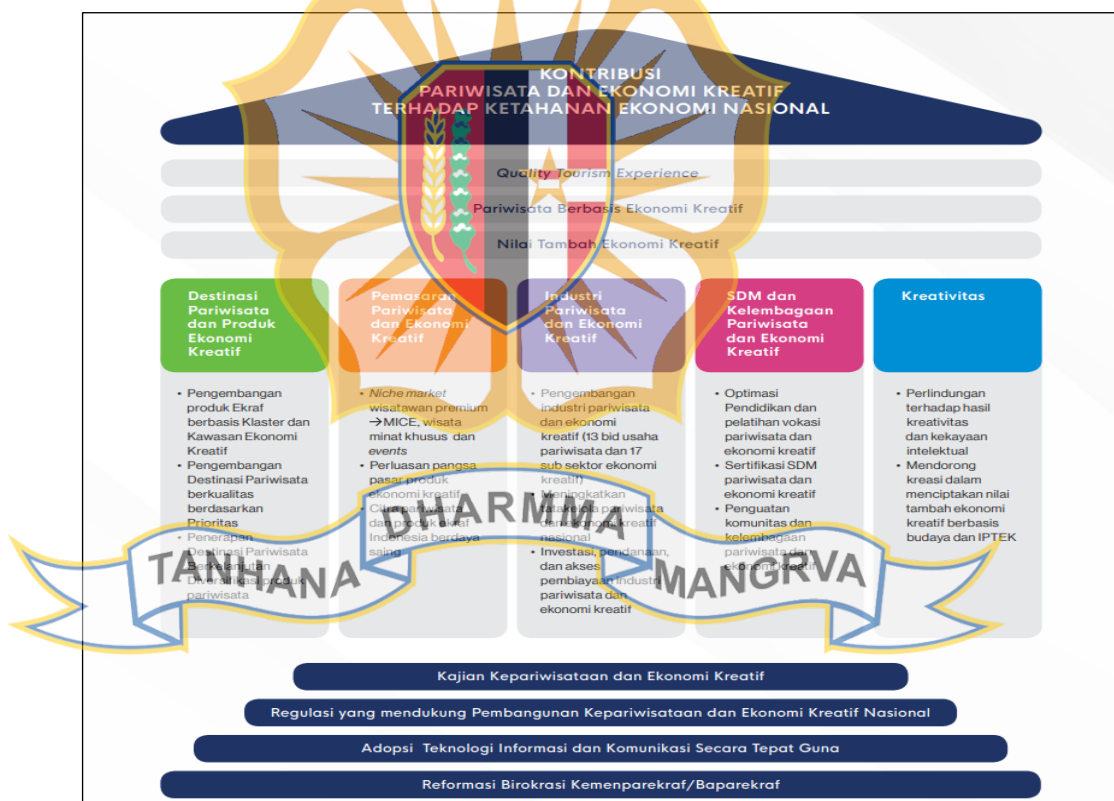 KONTRIBUSI
PARIWISATA DAN EKONOMI KREATIF
TERHADAP KETAHANAN EKONOMI NASIONAL
Quality Tourism Experience
Pariwisata Berbasis Ekonomi Kreatif
Nilai Tambah Ekonomi Kreatif
Destinasi
Pariwisata
dan Produk
Ekonomi
Kreatif
• Pengembangan
produk Ekraf
berbasis Klaster dan
Kawasan Ekonomi
Kreatif
• Pengembangan
Destinasi Pariwisata
berkualitas
berdasarkan
Prioritas
• Penerapan
Destinasi Pariwisata
Berkelanjutan
Diversifikasi produk
pariwisata
Pemasaran
Pariwisata
dan Ekonomi
Kreatif
• Niche market
wisatawan premium
→MICE, wisata
minat khusus dan
events
• Perluasan pangsa
pasar produk
ekonomi kreatif
• Citra pariwisata
dan produk ekraf
Indonesia berdaya
saing
Industri
Pariwisata
dan Ekonomi
Kreatif
• Pengembangan
industri pariwisata
dan ekonomi
kreatif (13 bid usaha
pariwisata dan 17
sub sektor ekonomi
kreatif)
• Meningkatkan
tatakelola pariwisata
dan ekonomi kreatif
nasional
• Investasi, pendanaan,
dan akses
pembiayaan industri
pariwisata dan
ekonomi kreatif
SDM dan
Kelembagaan
Pariwisata
dan Ekonomi
Kreatif
• Optimasi
Pendidikan dan
pelatihan vokasi
pariwisata dan
ekonomi kreatif
• Sertifikasi SDM
pariwisata dan
ekonomi kreatif
• Penguatan
komunitas dan
kelembagaan
pariwisata dan
ekonomi kreatif
Kreativitas
• Perlindungan
terhadap hasil
kreativitas
dan kekayaan
intelektual
• Mendorong
kreasi dalam
menciptakan nilai
tambah ekonomi
kreatif berbasis
budaya dan IPTEK
TANHANA DHARMMA MANGRVA
Kajian Kepariwisataan dan Ekonomi Kreatif
Regulasi yang mendukung Pembangunan Kepariwisataan dan Ekonomi Kreatif Nasional
Adopsi Teknologi Informasi dan Komunikasi Secara Tepat Guna
Reformasi Birokrasi Kemenparekraf/Baparekraf